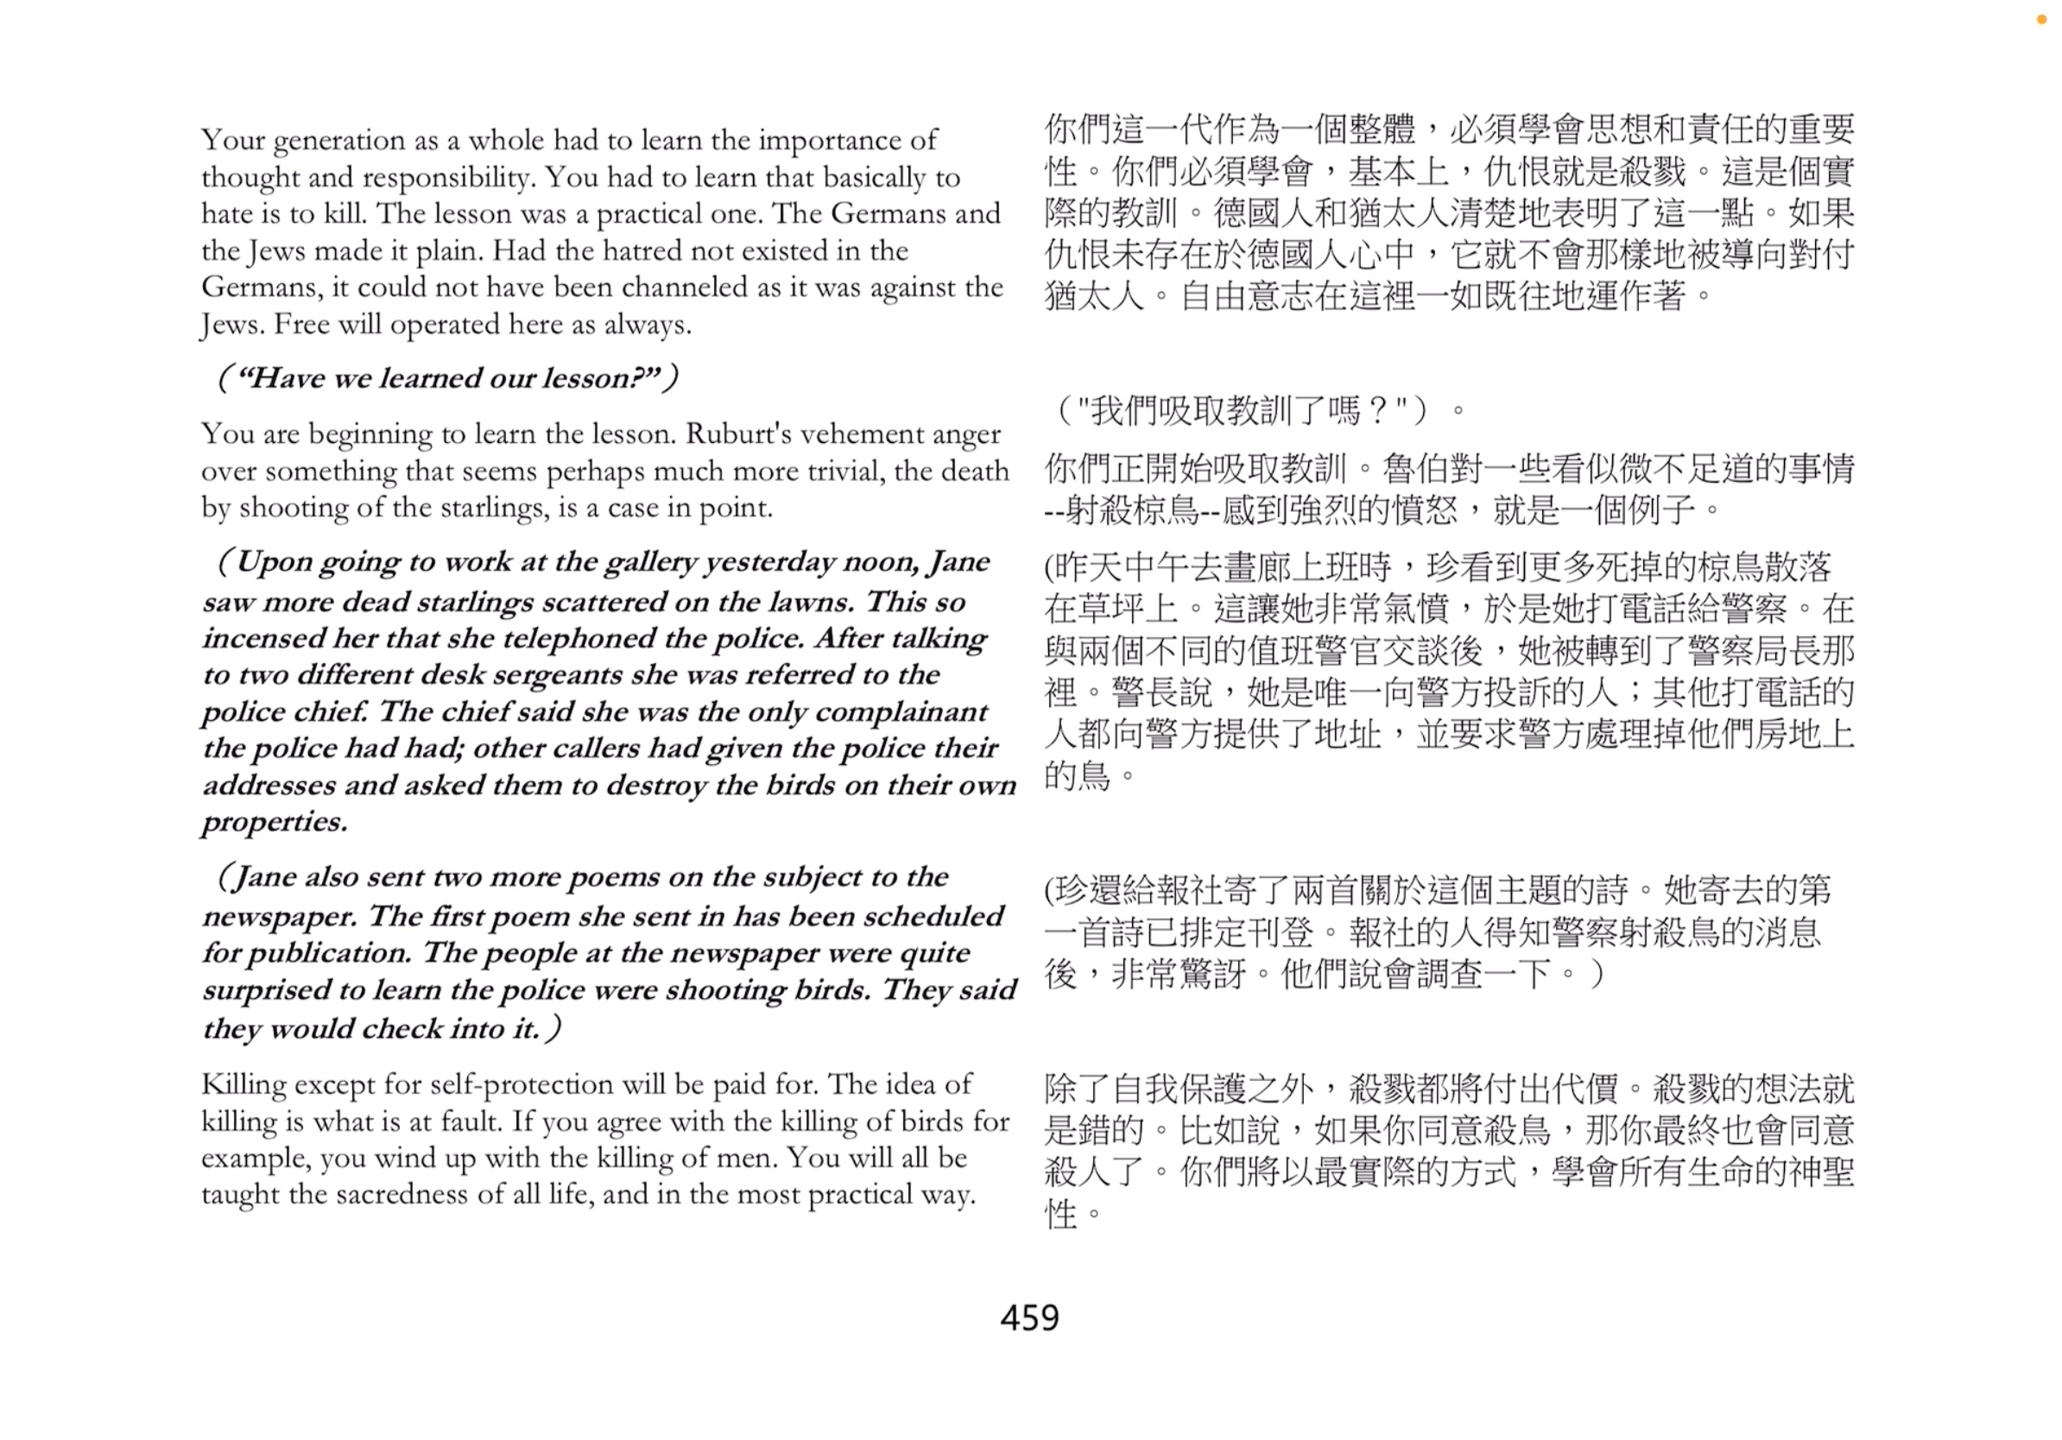 Your generation as a whole had to learn the importance of
thought and responsibility. You had to learn that basically to
hate is to kill. The lesson was a practical one. The Germans and
the Jews made it plain. Had the hatred not existed in the
Germans, it could not have been channeled as it was against the
Jews. Free will operated here as always.
（“Have we learned our lesson?”）
You are beginning to learn the lesson. Ruburt's vehement anger
over something that seems perhaps much more trivial, the death
by shooting of the starlings, is a case in point.
（Upon going to work at the gallery yesterday noon, Jane
saw more dead starlings scattered on the lawns. This so
incensed her that she telephoned the police. After talking
to two different desk sergeants she was referred to the
police chief. The chief said she was the only complainant
the police had had; other callers had given the police their
addresses and asked them to destroy the birds on their own
properties.
（Jane also sent two more poems on the subject to the
newspaper. The first poem she sent in has been scheduled
for publication. The people at the newspaper were quite
surprised to learn the police were shooting birds. They said
they would check into it.）
Killing except for self-protection will be paid for. The idea of
killing is what is at fault. If you agree with the killing of birds for
example, you wind up with the killing of men. You will all be
taught the sacredness of all life, and in the most practical way.
你們這一代作為一個整體，必須學會思想和責任的重要
性。你們必須學會，基本上，仇恨就是殺戮。這是個實
際的教訓。德國人和猶太人清楚地表明了這一點。如果
仇恨未存在於德國人心中，它就不會那樣地被導向對付
猶太人。自由意志在這裡一如既往地運作著。
（"我們吸取教訓了嗎？"）。
你們正開始吸取教訓。魯伯對一些看似微不足道的事情
--射殺椋鳥--感到強烈的憤怒，就是一個例子。
(昨天中午去畫廊上班時，珍看到更多死掉的椋鳥散落
在草坪上。這讓她非常氣憤，於是她打電話給警察。在
與兩個不同的值班警官交談後，她被轉到了警察局長那
裡。警長說，她是唯一向警方投訴的人；其他打電話的
人都向警方提供了地址，並要求警方處理掉他們房地上
的鳥。
(珍還給報社寄了兩首關於這個主題的詩。她寄去的第
一首詩已排定刊登。報社的人得知警察射殺鳥的消息
後，非常驚訝。他們說會調查一下。）
除了自我保護之外，殺戮都將付出代價。殺戮的想法就
是錯的。比如說，如果你同意殺鳥，那你最終也會同意
殺人了。你們將以最實際的方式，學會所有生命的神聖
性。
459